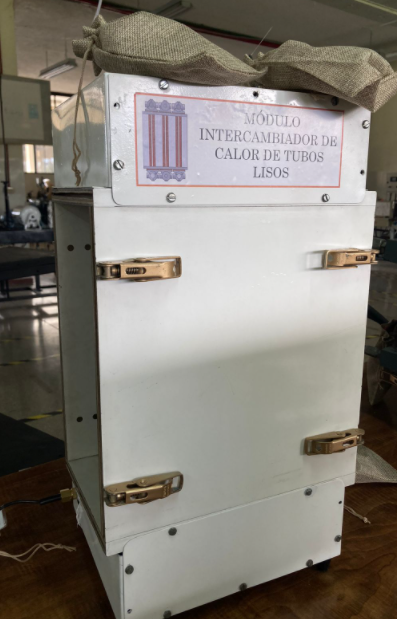 MÓDULO
INTERCAMBIADOR DE
CALOR DE TUBOS
LISOS